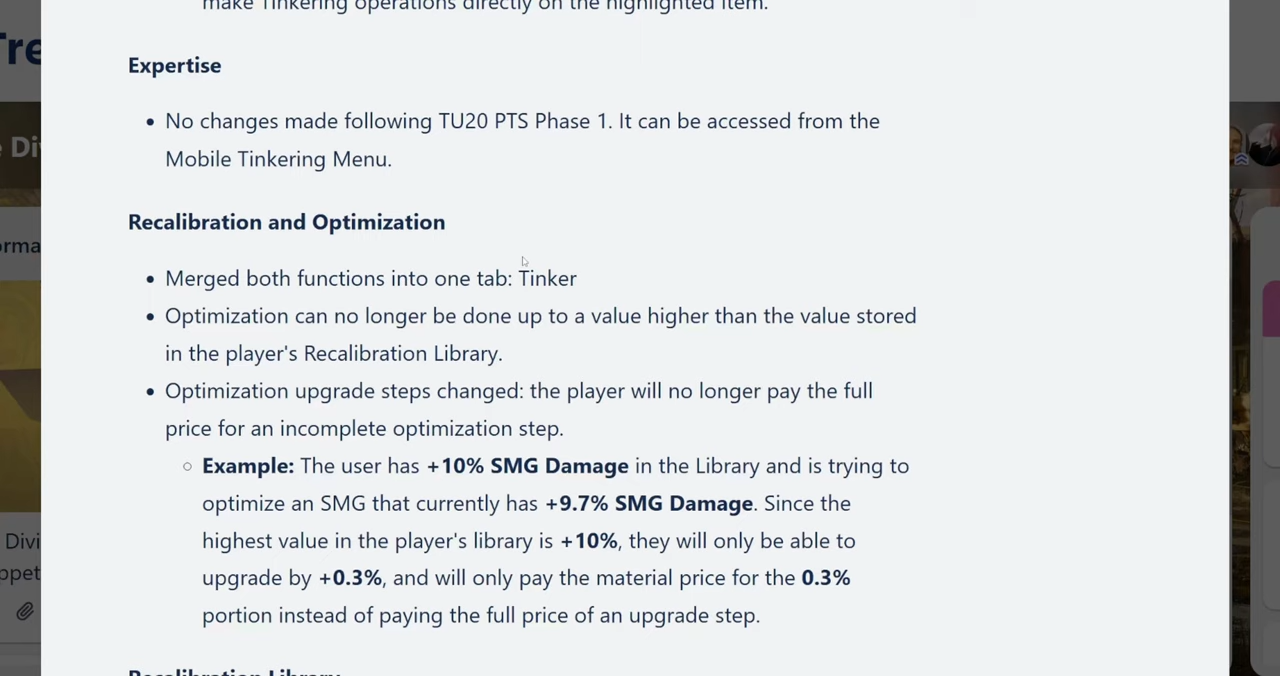 make Tinkering operations directly on the highlighted item.
Tre
Expertise
• No changes made following TU20 PTS Phase 1. It can be accessed from the
Mobile Tinkering Menu.
Recalibration and Optimization
• Merged both functions into one tab: Tinker
• Optimization can no longer be done up to a value higher than the value stored
in the player's Recalibration Library.
• Optimization upgrade steps changed: the player will no longer pay the full
price for an incomplete optimization step.
○ Example: The user has +10% SMG Damage in the Library and is trying to
optimize an SMG that currently has +9.7% SMG Damage. Since the
highest value in the player's library is +10%, they will only be able to
upgrade by +0.3%, and will only pay the material price for the 0.3%
portion instead of paying the full price of an upgrade step.
Recalibration Library
e Di
orma
Divi
ppet